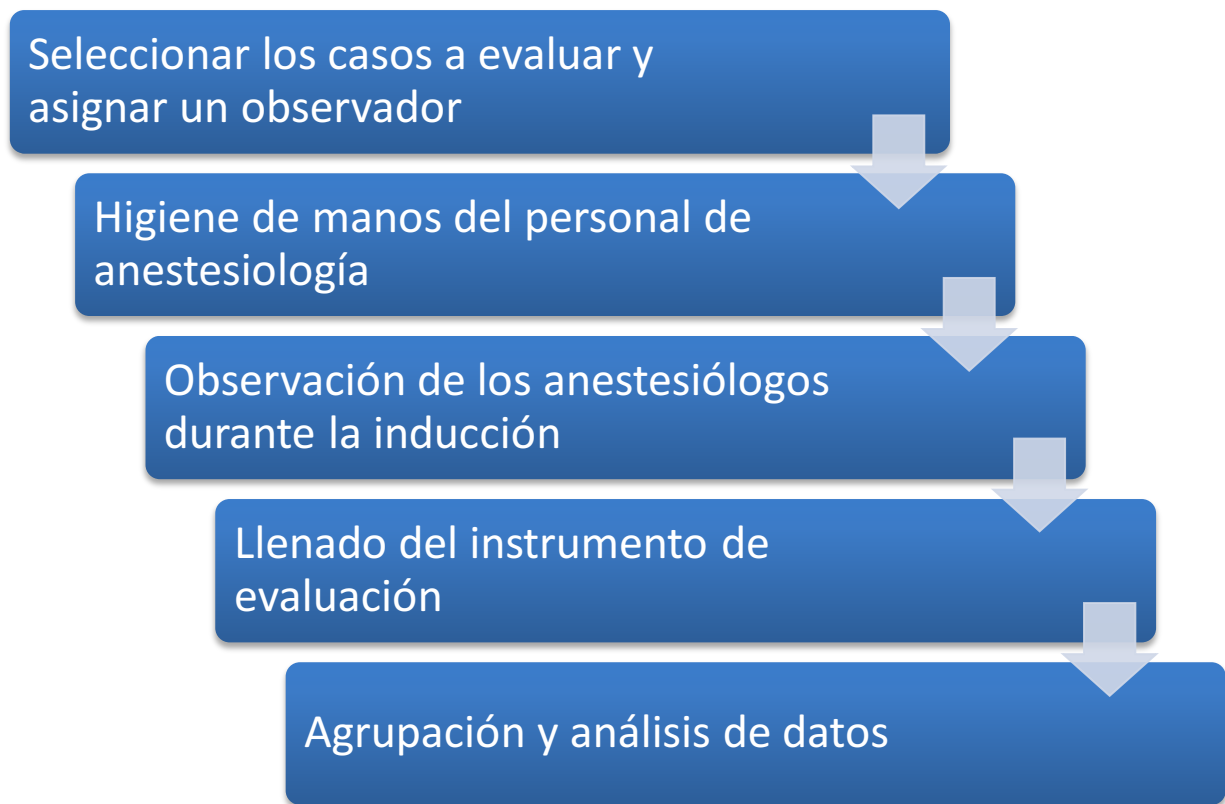 Seleccionar los casos a evaluar y
asignar un observador
Higiene de manos del personal de
anestesiología
Observación de los anestesiólogos
durante la inducción
Llenado del instrumento de
evaluación
Agrupación y análisis de datos